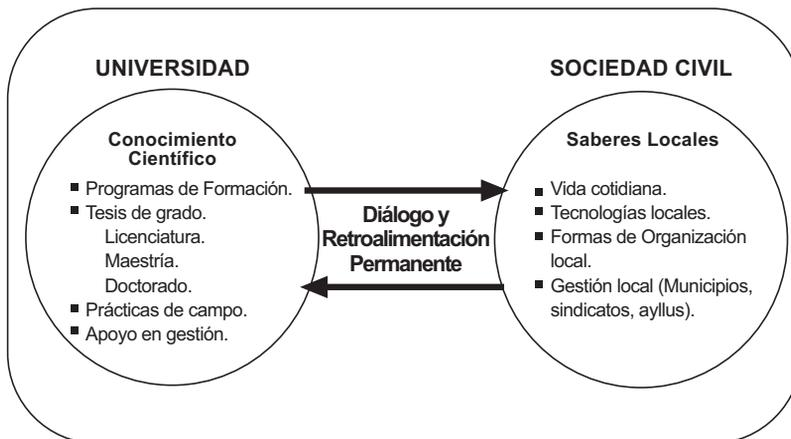 UNIVERSIDAD
Conocimiento
Científico
Programas de Formación.
Tesis de grado.
Licenciatura.
Maestría.
Doctorado.
Prácticas de campo.
Apoyo en gestión.
Diálogo y
Retroalimentación
Permanente
SOCIEDAD CIVIL
Saberes Locales
Vida cotidiana.
Tecnologías locales.
Formas de Organización
local.
Gestión local (Municipios,
sindicatos, ayllus).